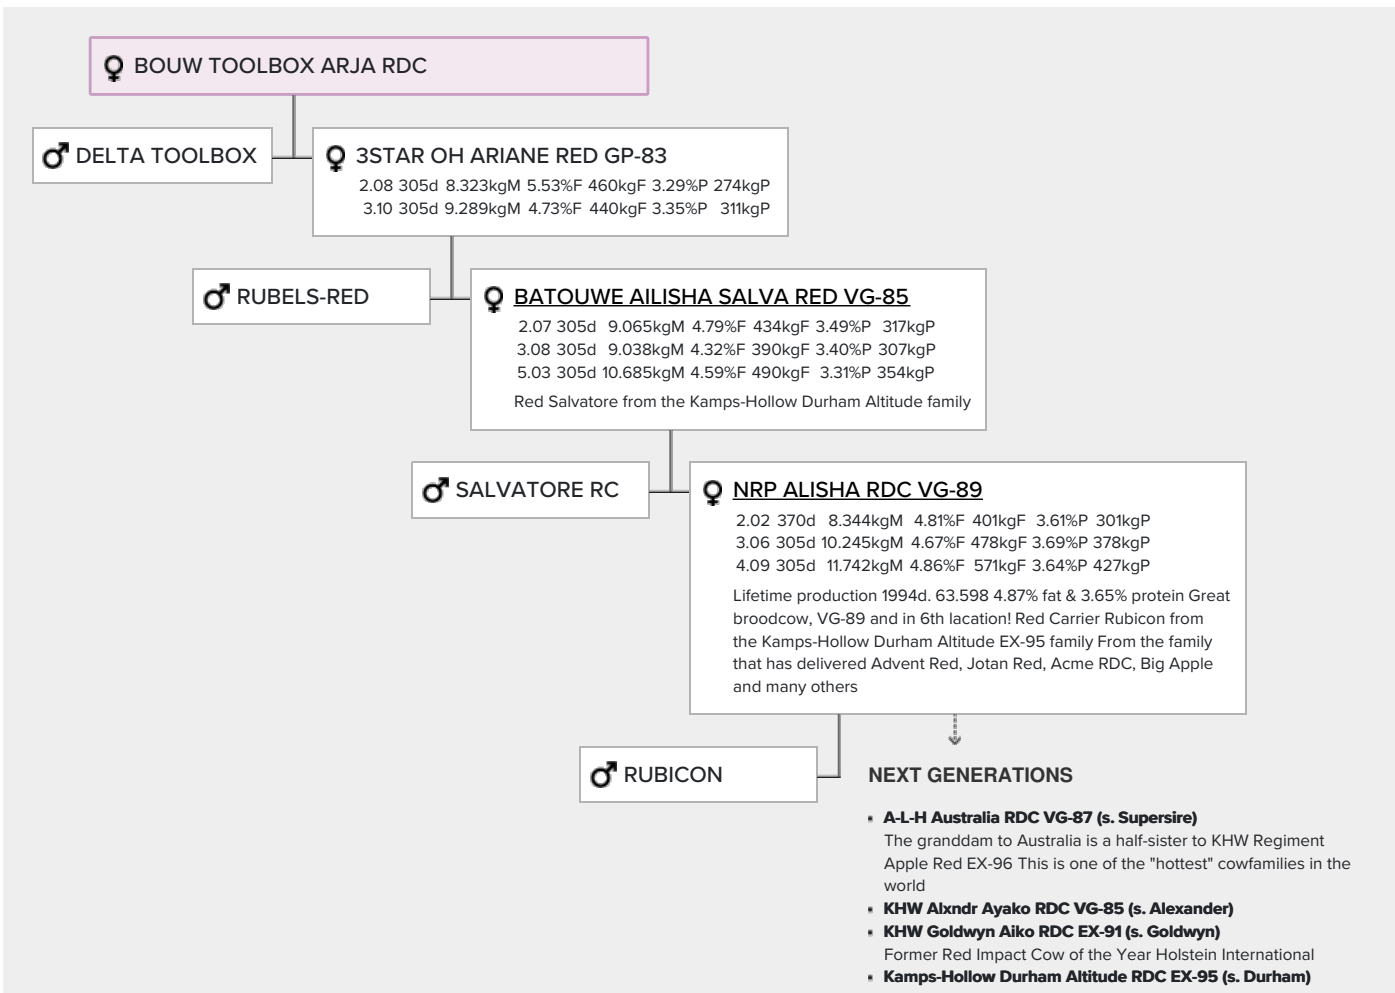 BOUW TOOLBOX ARJA RDC
DELTA TOOLBOX
3STAR OH ARIANE RED GP-83
2.08 305d 8.323kgM 5.53%F 460kgF 3.29%P 274kgP
3.10 305d 9.289kgM 4.73%F 440kgF 3.35%P 311kgP
RUBELS-RED
BATOUWE AILISHA SALVA RED VG-85
2.07 305d 9.065kgM 4.79%F 434kgF 3.49%P 317kgP
3.08 305d 9.038kgM 4.32%F 390kgF 3.40%P 307kgP
5.03 305d 10.685kgM 4.59%F 490kgF 3.31%P 354kgP
Red Salvatore from the Kamps-Hollow Durham Altitude family
SALVATORE RC
NRP ALISHA RDC VG-89
2.02 370d 8.344kgM 4.81%F 401kgF 3.61%P 301kgP
3.06 305d 10.245kgM 4.67%F 478kgF 3.69%P 378kgP
4.09 305d 11.742kgM 4.86%F 571kgF 3.64%P 427kgP
Lifetime production 1994d. 63.598 4.87% fat & 3.65% protein Great
broodcow, VG-89 and in 6th lacation! Red Carrier Rubicon from
the Kamps-Hollow Durham Altitude EX-95 family From the family
that has delivered Advent Red, Jotan Red, Acme RDC, Big Apple
and many others
RUBICON
NEXT GENERATIONS
A-L-H Australia RDC VG-87 (s. Supersire)
The granddam to Australia is a half-sister to KHW Regiment
Apple Red EX-96 This is one of the "hottest" cowfamilies in the
world
KHW Alxndr Ayako RDC VG-85 (s. Alexander)
KHW Goldwyn Aiko RDC EX-91 (s. Goldwyn)
Former Red Impact Cow of the Year Holstein International
Kamps-Hollow Durham Altitude RDC EX-95 (s. Durham)